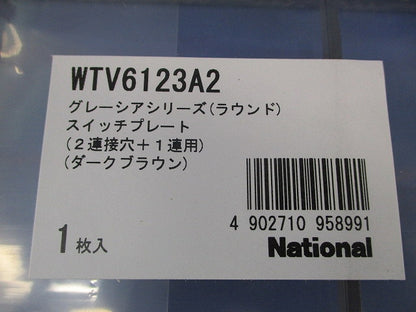 WTV6123A2
グレーシアシリーズ(ラウンド)
スイッチプレート
(2連接穴+1連用)
(ダークブラウン)
4 902710 958991
1枚入
National